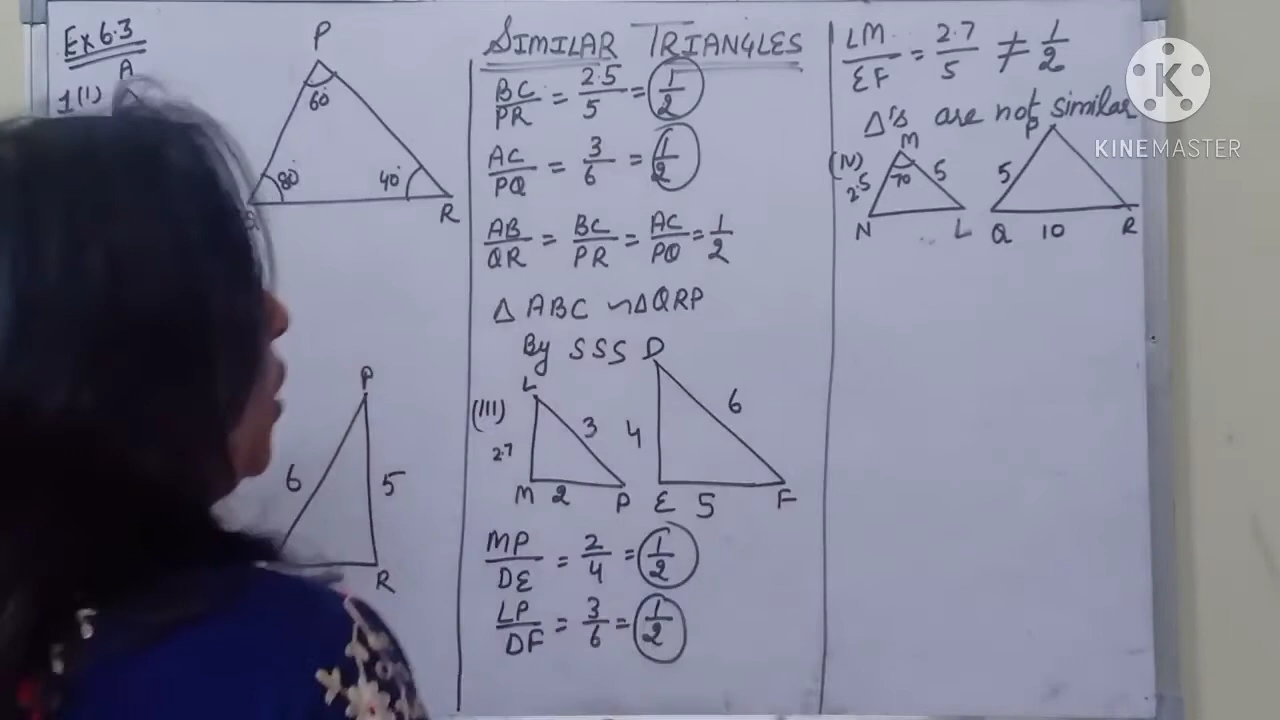 Ex 6.3
1(i)
A
P
60°
80°
40°
R
P
6
5
R
SIMILAR TRIANGLES
BC/PR = 2.5/5 = 1/2
AC/PQ = 3/6 = 1/2
AB/QR = BC/PR = AC/PQ = 1/2
Δ ABC ~ Δ QRP
By SSS
(III)
L
2.7
3
M 2 P
D
4
6
E 5 F
MP/DE = 2/4 = 1/2
LP/DF = 3/6 = 1/2
LM/EF = 2.7/5 ≠ 1/2
Δ's are not similar
(IV)
M
2.5
70
5
N L
P
5
Q 10 R
K
KINEMASTER